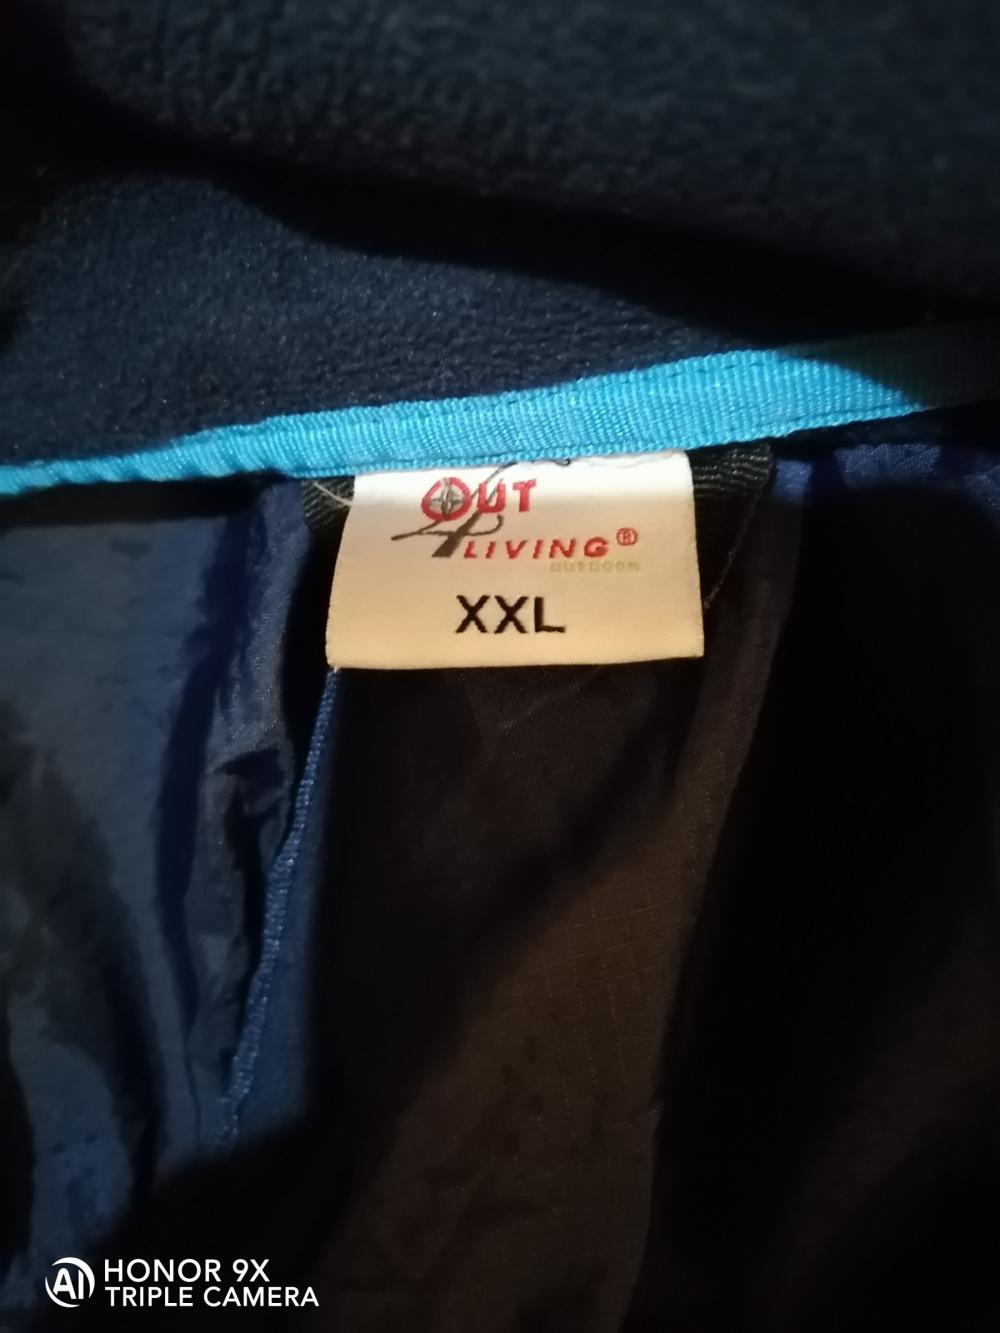 OUT
4LIVING®
OUTDOOR
XXL
HONOR 9X
TRIPLE CAMERA